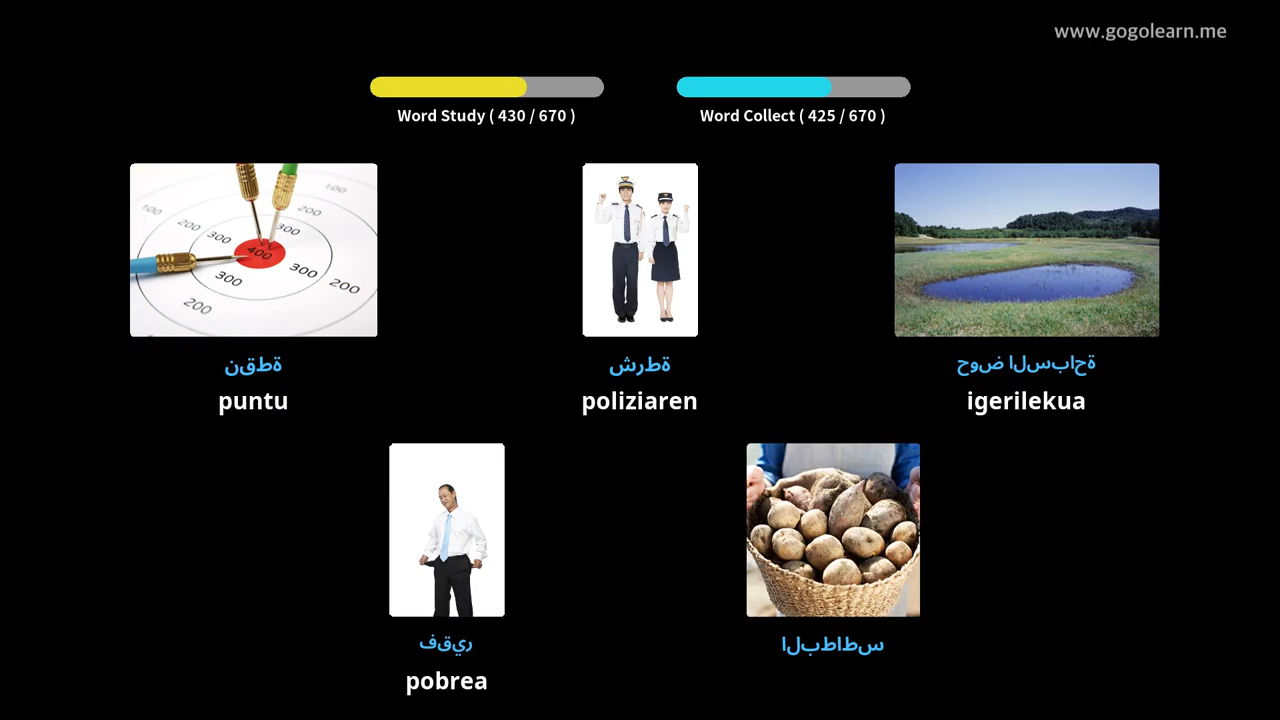 www.gogolearn.me
Word Study ( 430 / 670 )
Word Collect ( 425 / 670 )
نقطة
شرطة
حوض السباحة
puntu
poliziaren
igerilekua
فقير
البطاطس
pobrea